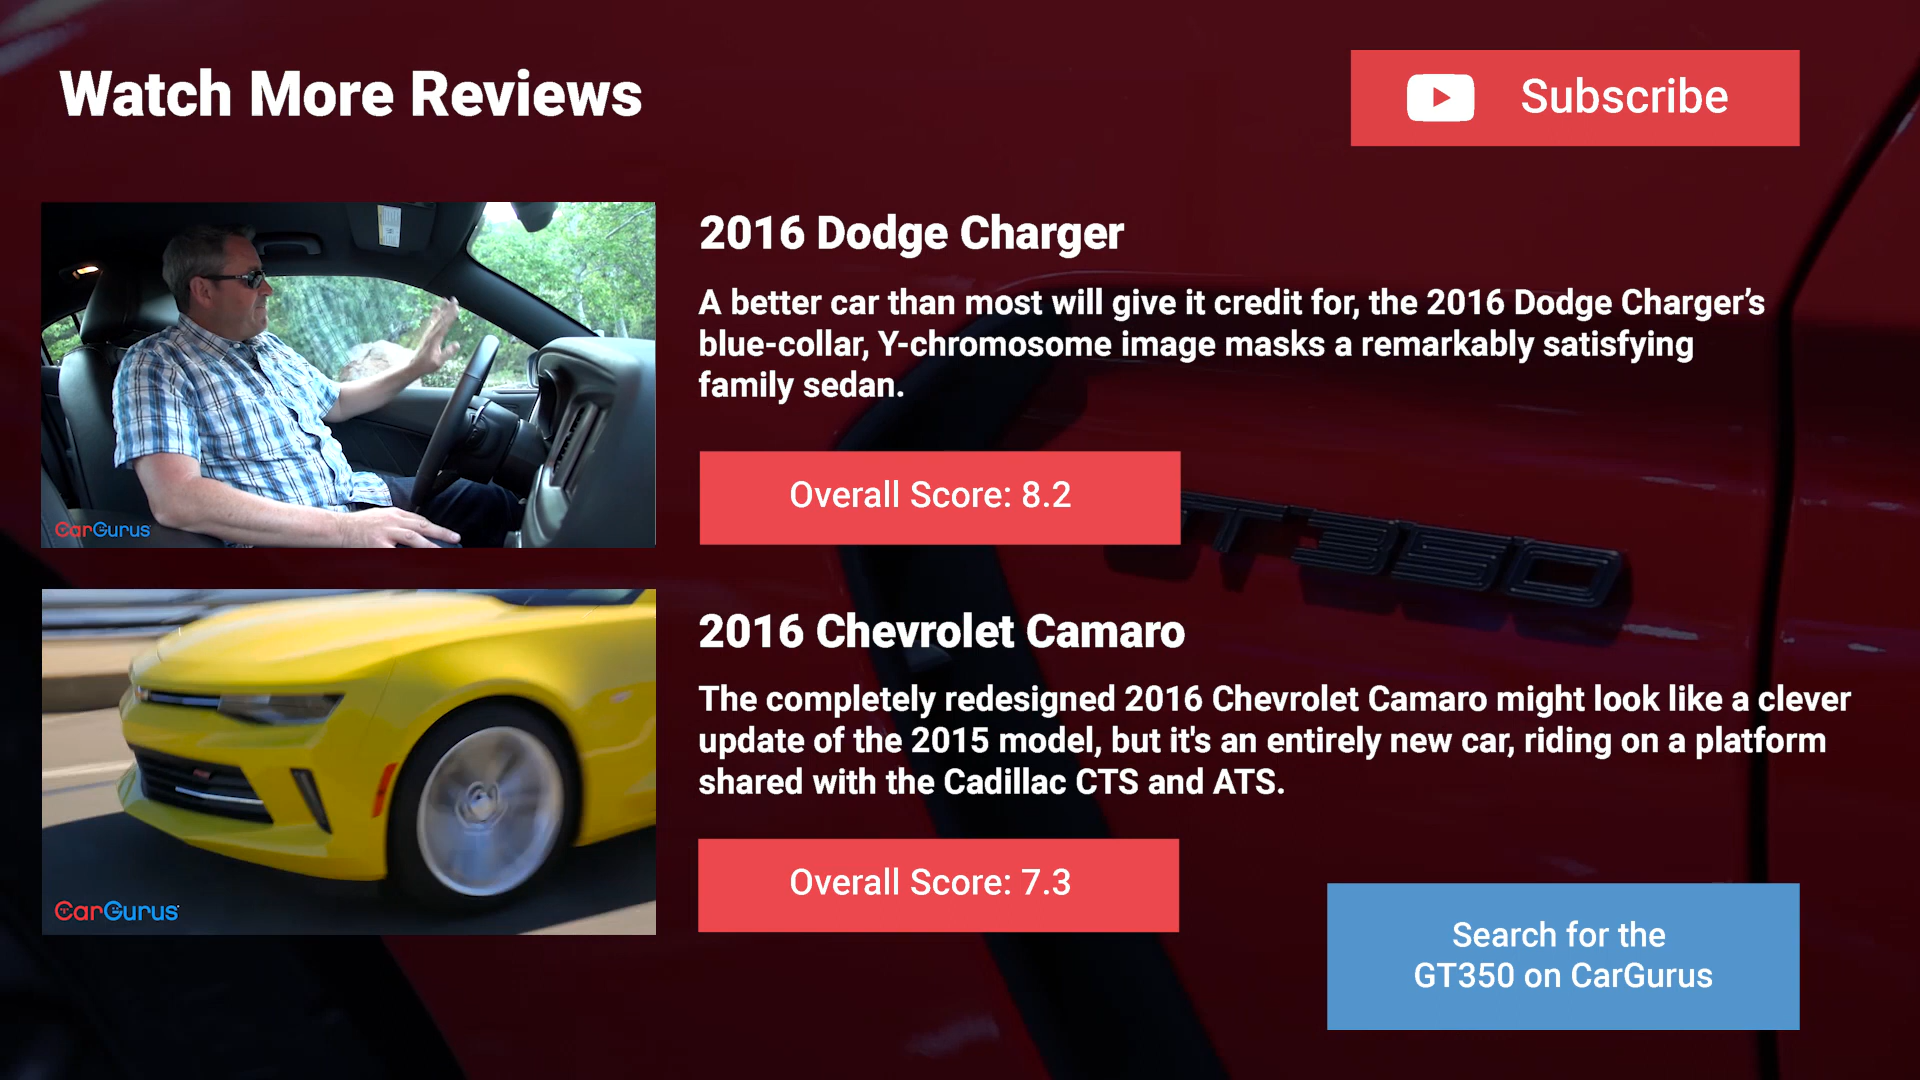 Watch More Reviews
Subscribe
2016 Dodge Charger
A better car than most will give it credit for, the 2016 Dodge Charger’s
blue-collar, Y-chromosome image masks a remarkably satisfying
family sedan.
Overall Score: 8.2
CarGurus
T350
2016 Chevrolet Camaro
The completely redesigned 2016 Chevrolet Camaro might look like a clever
update of the 2015 model, but it's an entirely new car, riding on a platform
shared with the Cadillac CTS and ATS.
Overall Score: 7.3
CarGurus
Search for the
GT350 on CarGurus